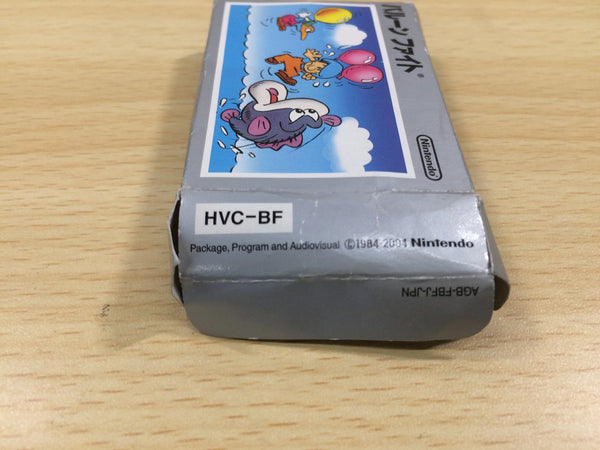 バルーンファイト®
Nintendo®
HVC-BF
Package, Program and Audiovisual ©1984-2004 Nintendo
AGB-FBFJ-JPN